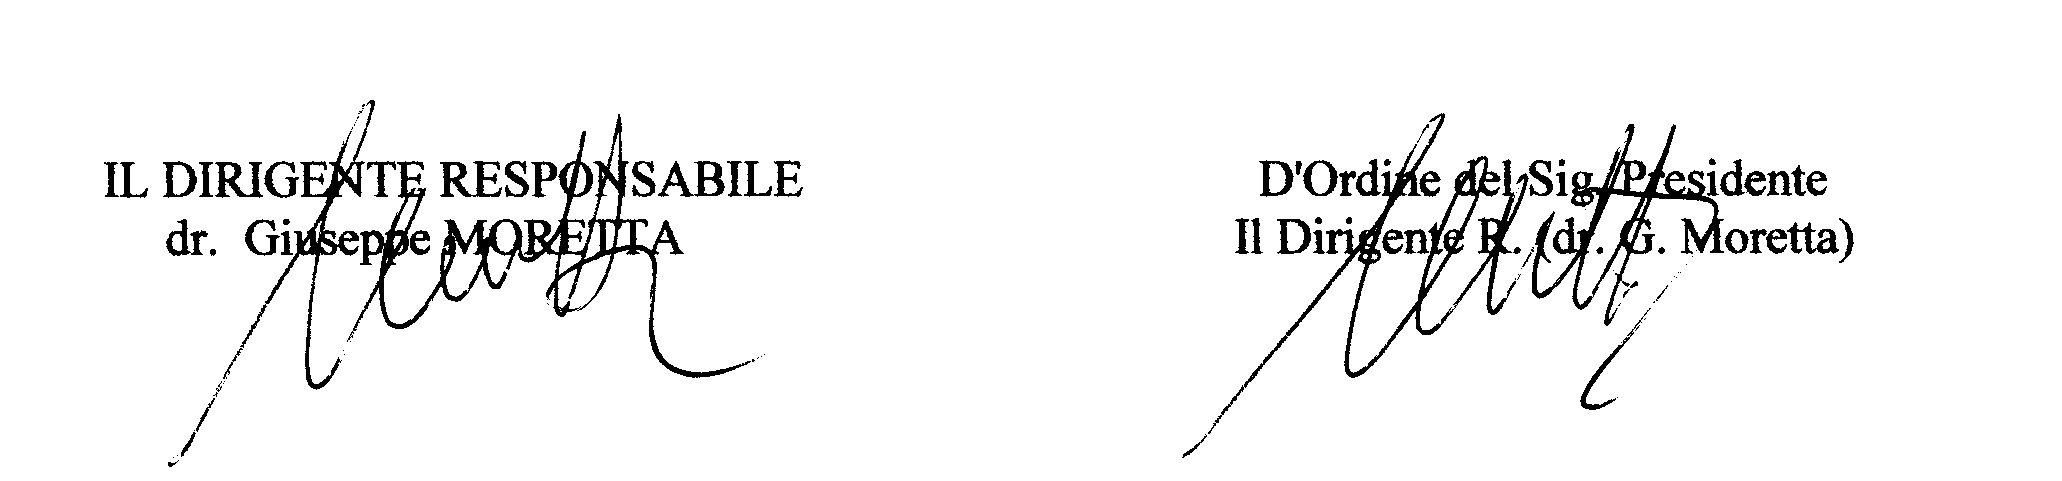 IL DIRIGENTE RESPONSABILE
dr. Giuseppe MORETTA
D'Ordine del Sig. Presidente
Il Dirigente R. (dr. G. Moretta)